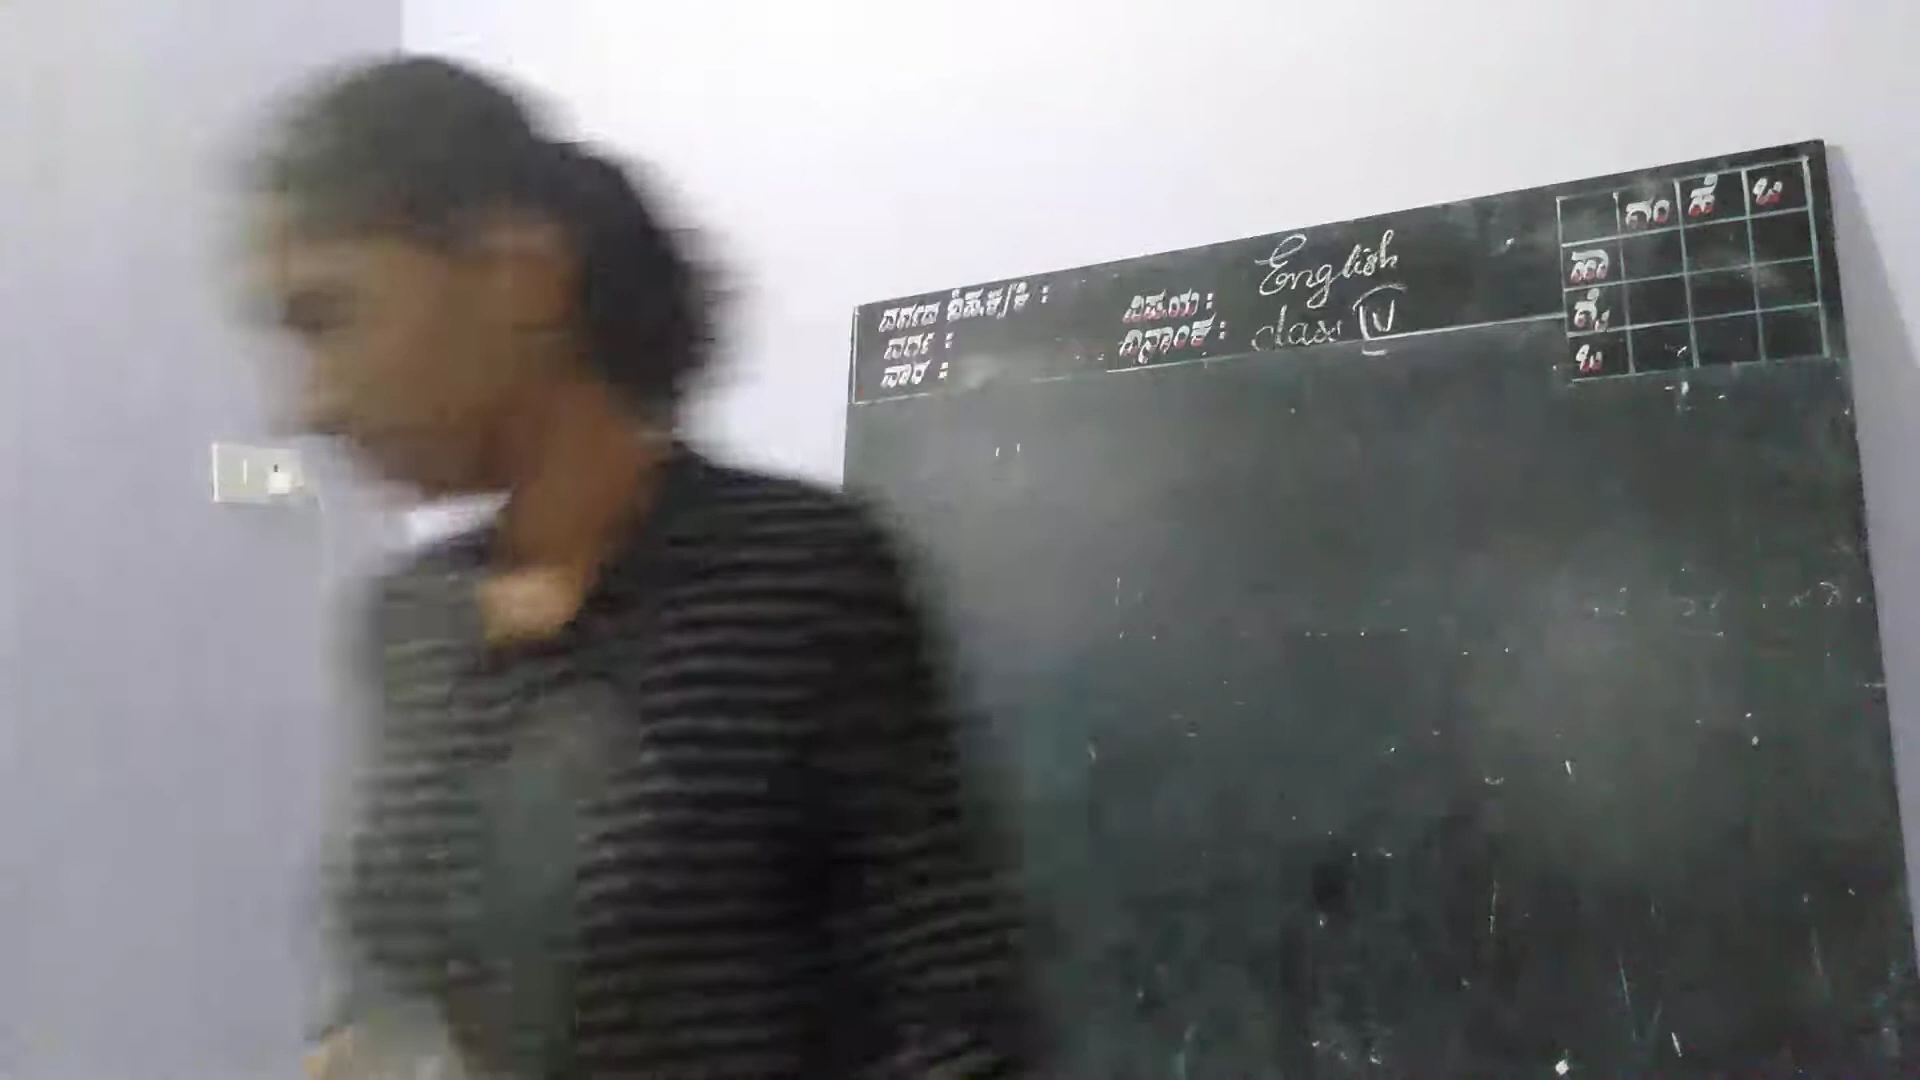 ವರ್ಗದ ಶಿಕ್ಷಕ/ಕಿ :
ವರ್ಗ :
ವಾರ :
ವಿಷಯ : English
ದಿನಾಂಕ : class IV
ಗಂ ಹೆ ಒ
ಹಾ
ಗೈ
ಒ